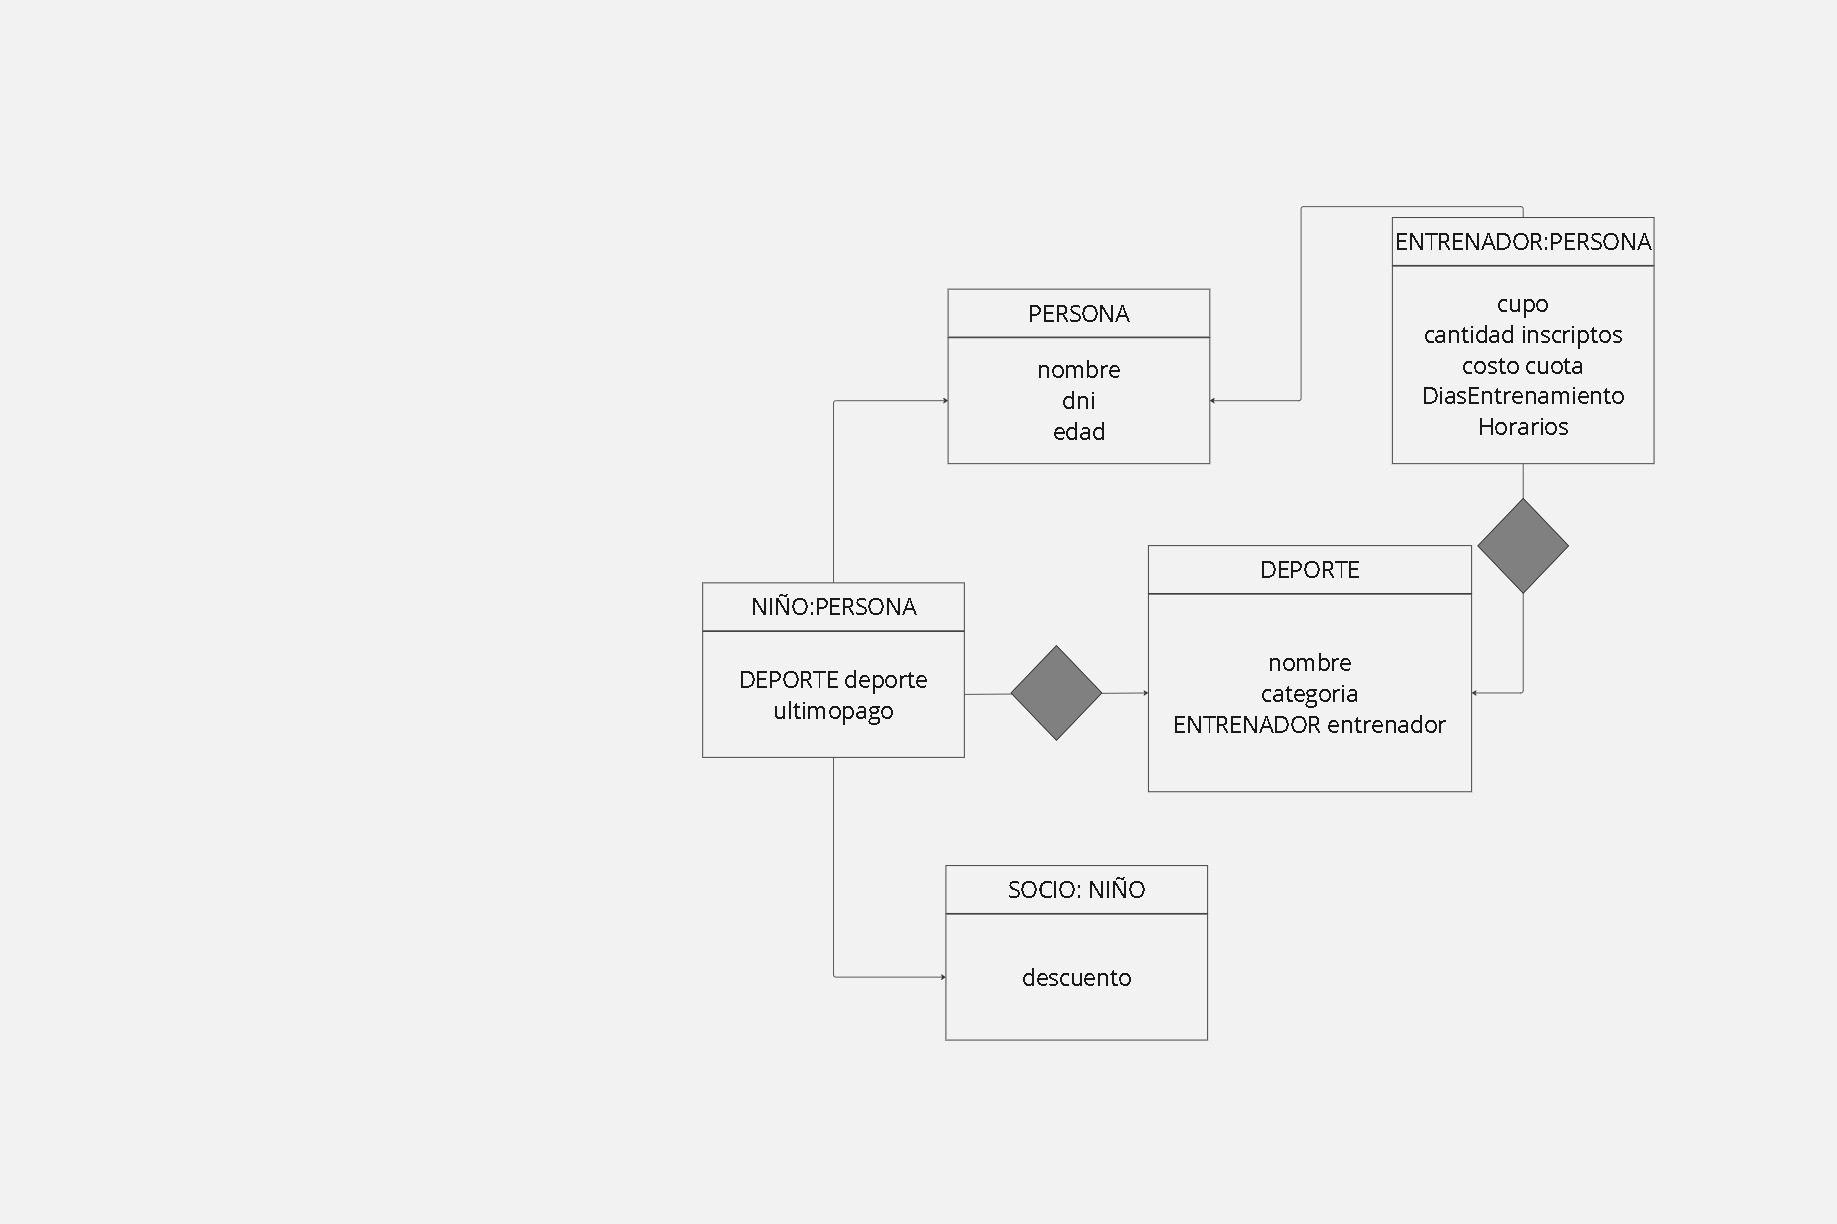 ENTRENADOR:PERSONA
cupo
cantidad inscriptos
costo cuota
DiasEntrenamiento
Horarios
PERSONA
nombre
dni
edad
DEPORTE
nombre
categoria
ENTRENADOR entrenador
NIÑO:PERSONA
DEPORTE deporte
ultimopago
SOCIO: NIÑO
descuento